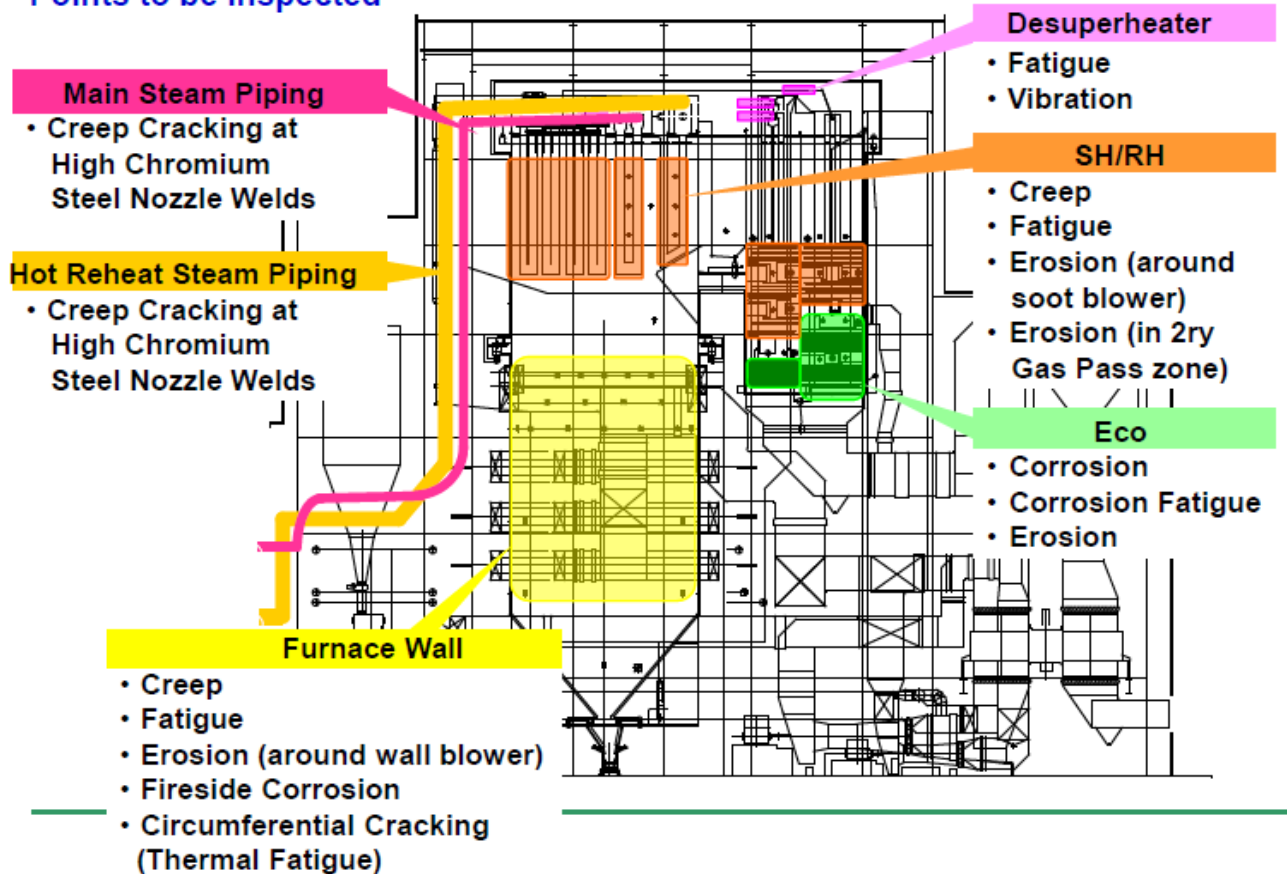 Points to be inspected
Desuperheater
• Fatigue
• Vibration
Main Steam Piping
• Creep Cracking at
High Chromium
Steel Nozzle Welds
SH/RH
• Creep
• Fatigue
• Erosion (around
soot blower)
• Erosion (in 2ry
Gas Pass zone)
Hot Reheat Steam Piping
• Creep Cracking at
High Chromium
Steel Nozzle Welds
Eco
• Corrosion
• Corrosion Fatigue
• Erosion
Furnace Wall
• Creep
• Fatigue
• Erosion (around wall blower)
• Fireside Corrosion
• Circumferential Cracking
(Thermal Fatigue)